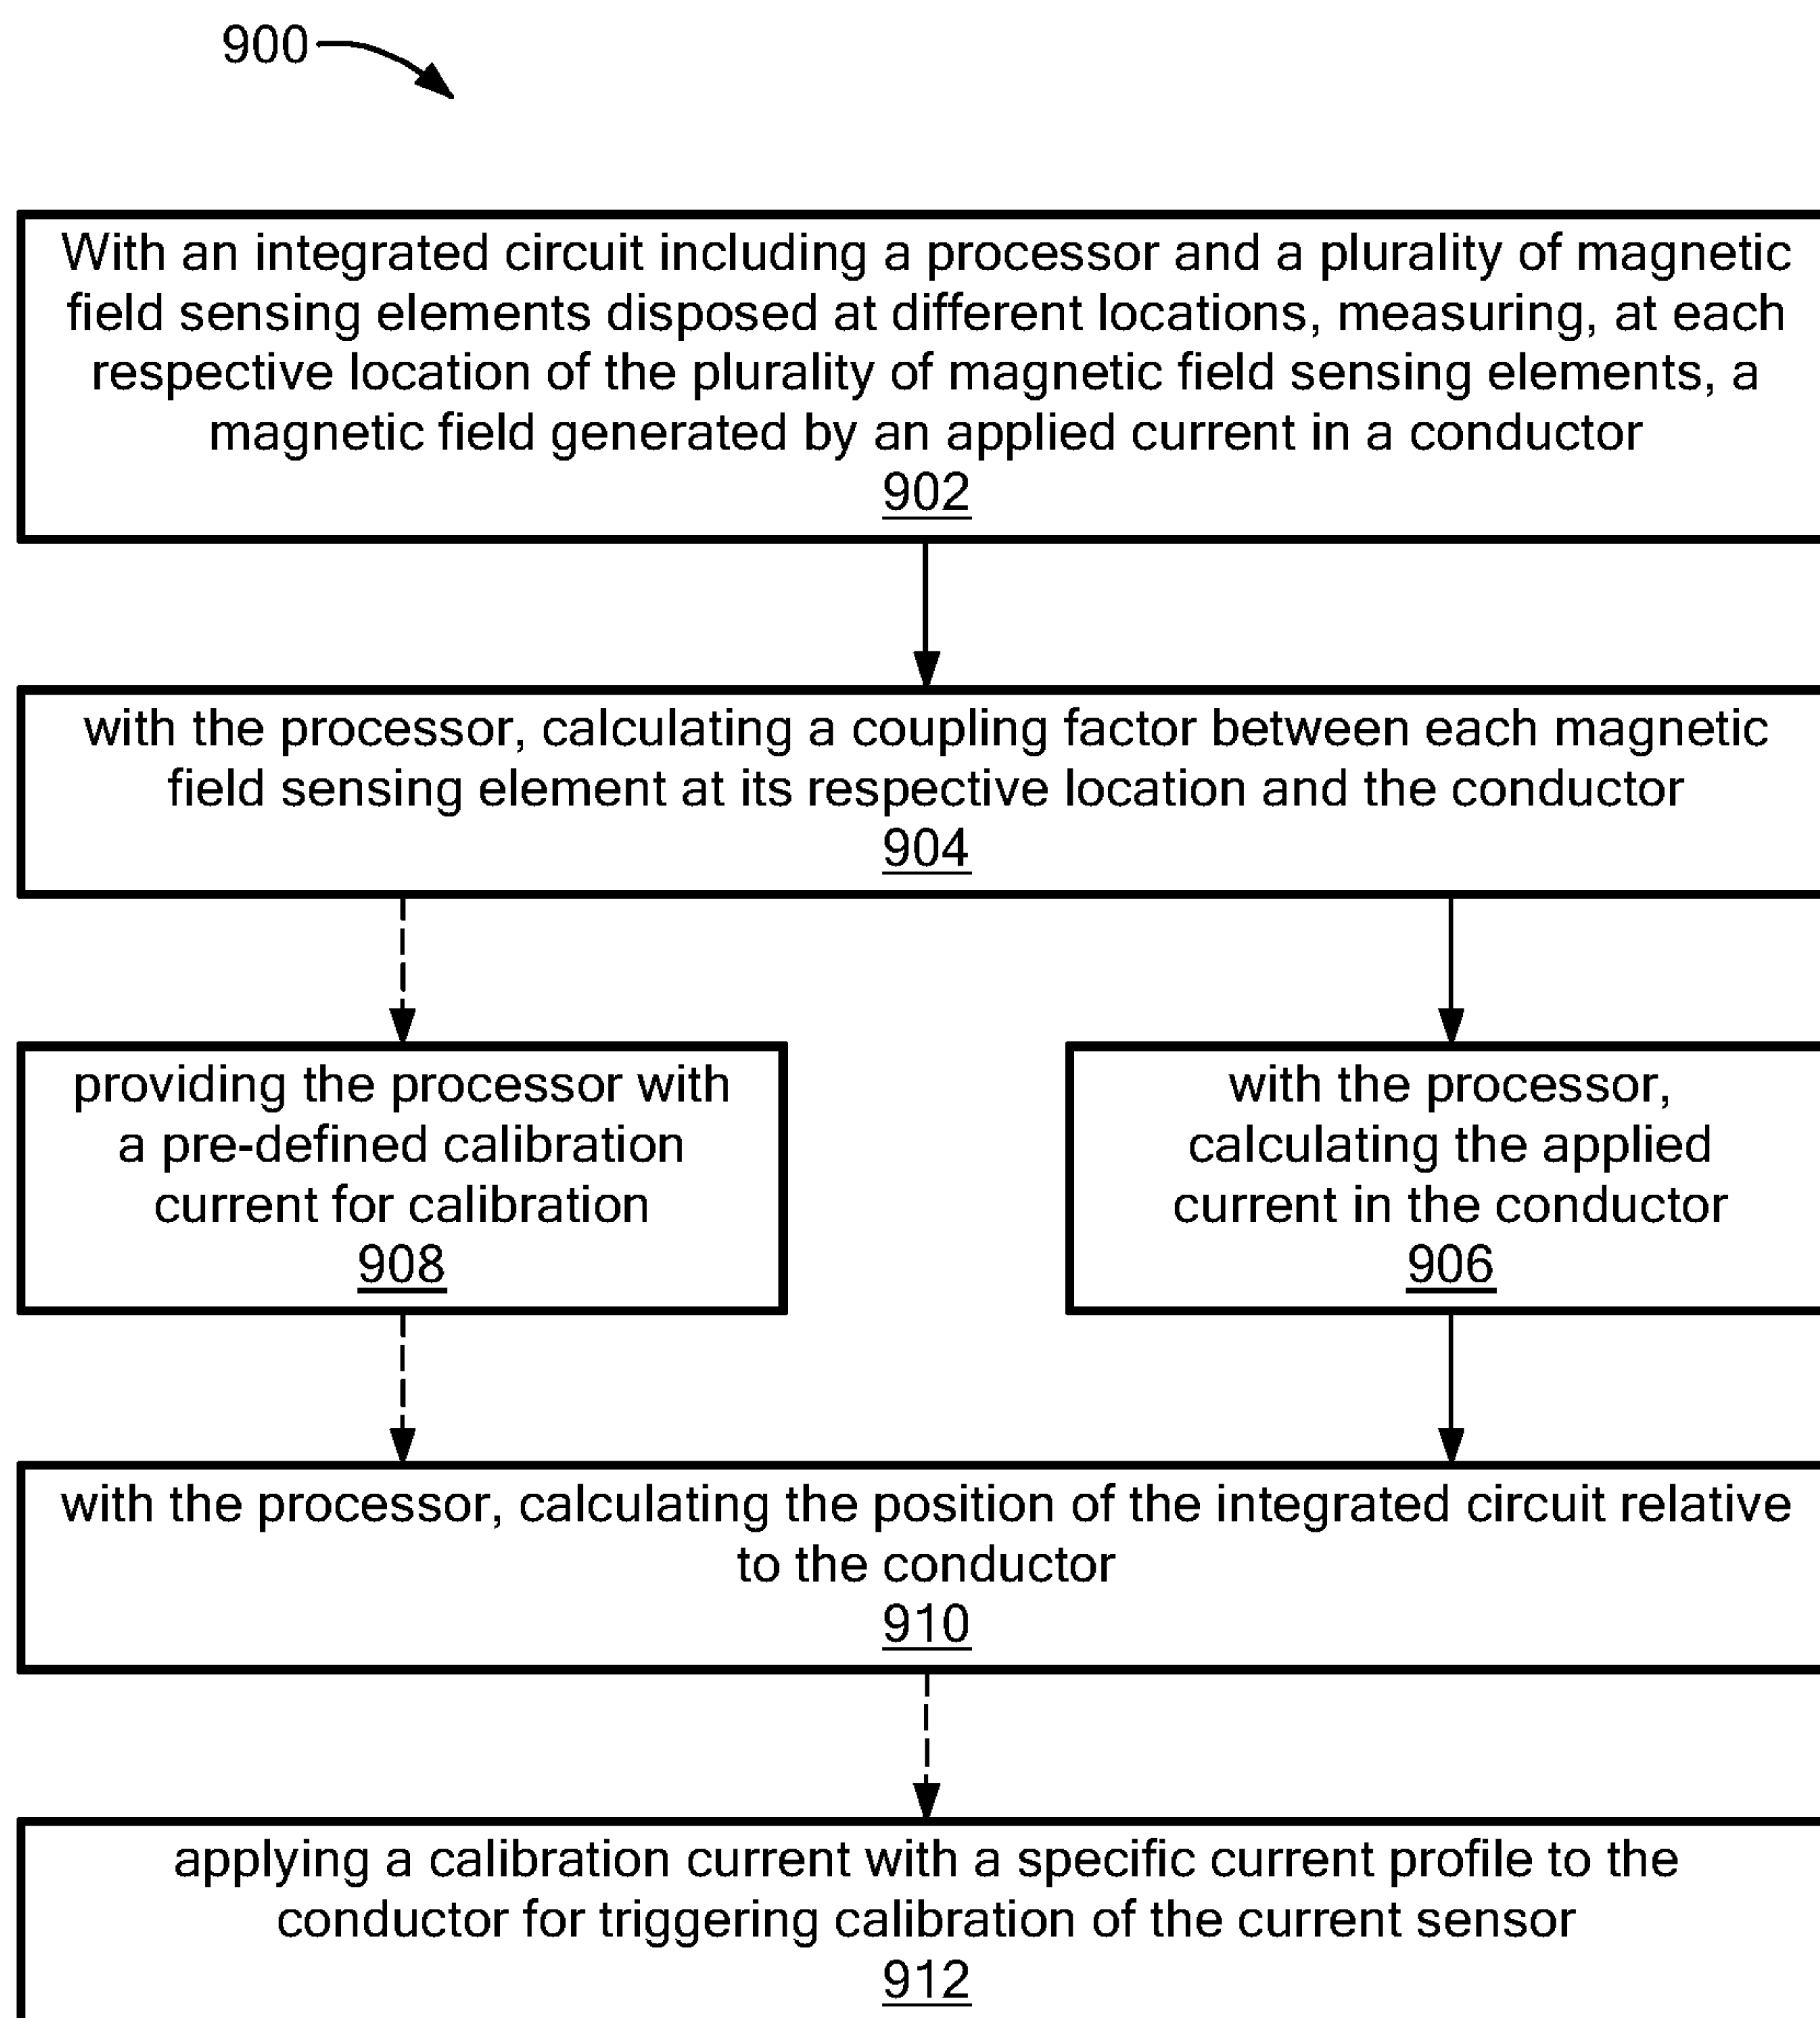 900
With an integrated circuit including a processor and a plurality of magnetic
field sensing elements disposed at different locations, measuring, at each
respective location of the plurality of magnetic field sensing elements, a
magnetic field generated by an applied current in a conductor
902
with the processor, calculating a coupling factor between each magnetic
field sensing element at its respective location and the conductor
904
providing the processor with
a pre-defined calibration
current for calibration
908
with the processor,
calculating the applied
current in the conductor
906
with the processor, calculating the position of the integrated circuit relative
to the conductor
910
applying a calibration current with a specific current profile to the
conductor for triggering calibration of the current sensor
912